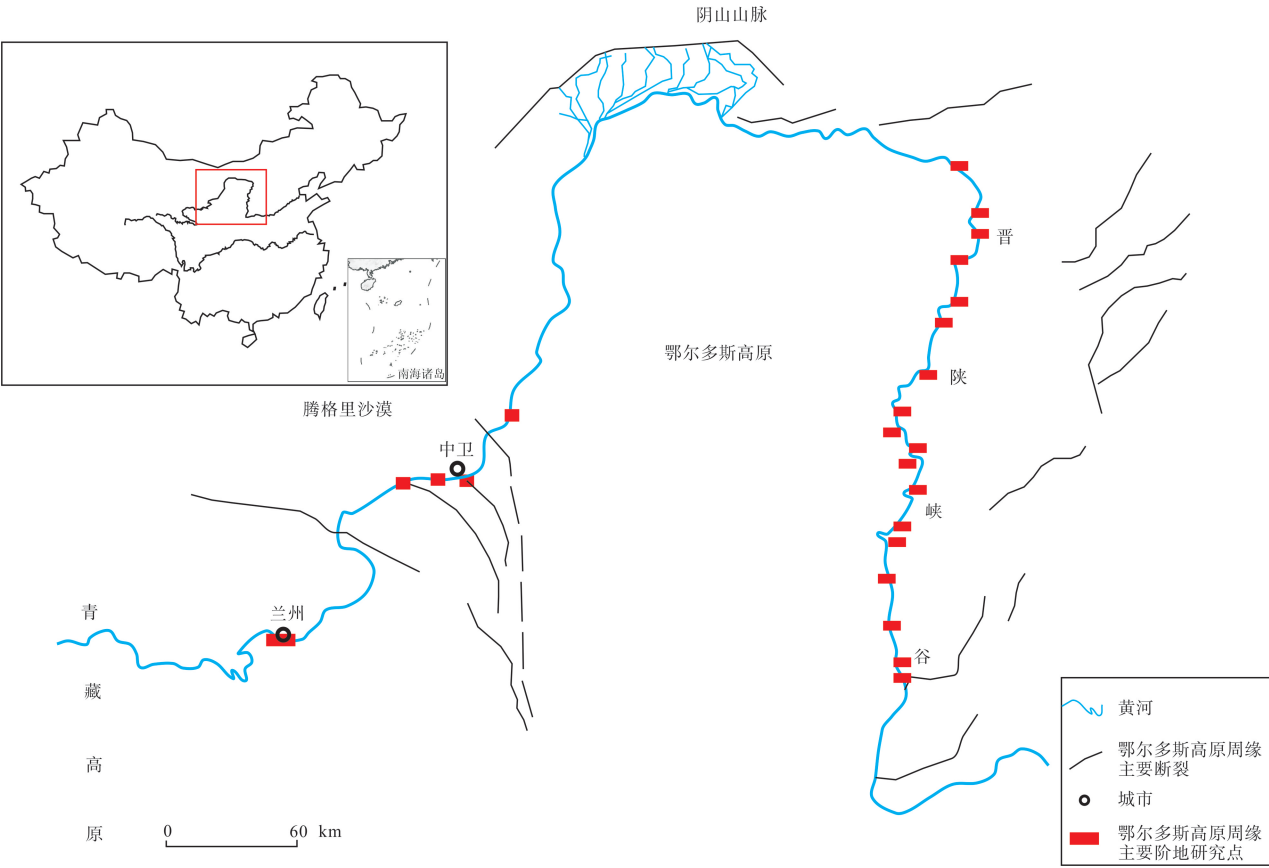 阴山山脉
南海诸岛
晋
鄂尔多斯高原
陕
腾格里沙漠
中卫
峡
青
兰州
谷
藏
黄河
鄂尔多斯高原周缘
主要断裂
高
城市
原
0 60 km
鄂尔多斯高原周缘
主要阶地研究点